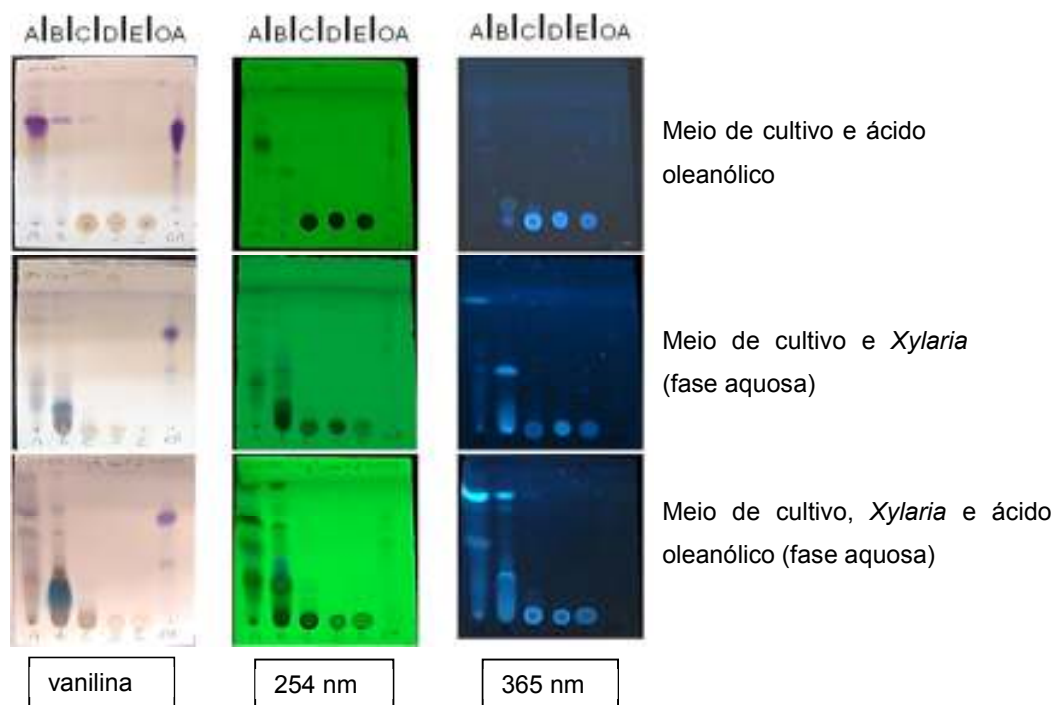 A B C D E OA A B C D E OA A B C D E OA
Meio de cultivo e ácido
oleanólico
Meio de cultivo e Xylaria
(fase aquosa)
Meio de cultivo, Xylaria e ácido
oleanólico (fase aquosa)
vanilina 254 nm 365 nm